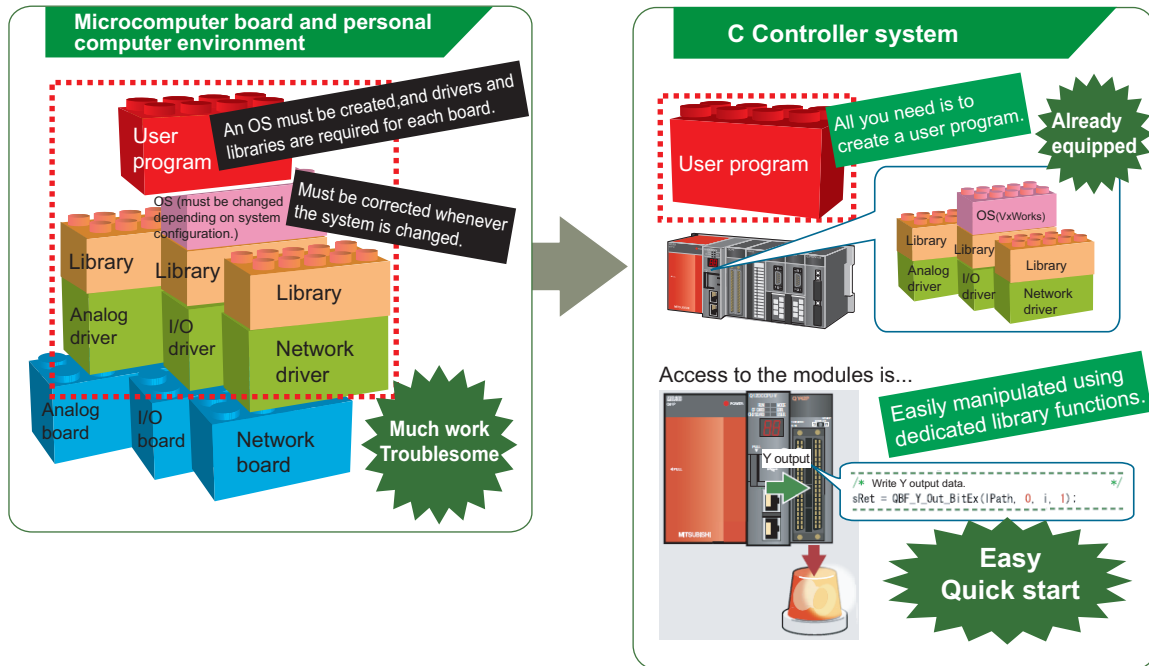 Microcomputer board and personal
computer environment
An OS must be created,and drivers and
libraries are required for each board.
User
program
Must be corrected whenever
the system is changed.
OS (must be changed
depending on system
configuration.)
Library
Library
Library
Analog
driver
I/O
driver
Network
driver
Analog
board
I/O
board
Network
board
Much work
Troublesome
C Controller system
User program
All you need is to
create a user program.
Already
equipped
OS(VxWorks)
Library
Library
Library
Analog
driver
I/O
driver
Network
driver
Access to the modules is...
Easily manipulated using
dedicated library functions.
POWER
Y output
MITSUBISHI
/* Write Y output data. */
sRet = QBF_Y_Out_BitEx(lPath, 0, i, 1);
Easy
Quick start